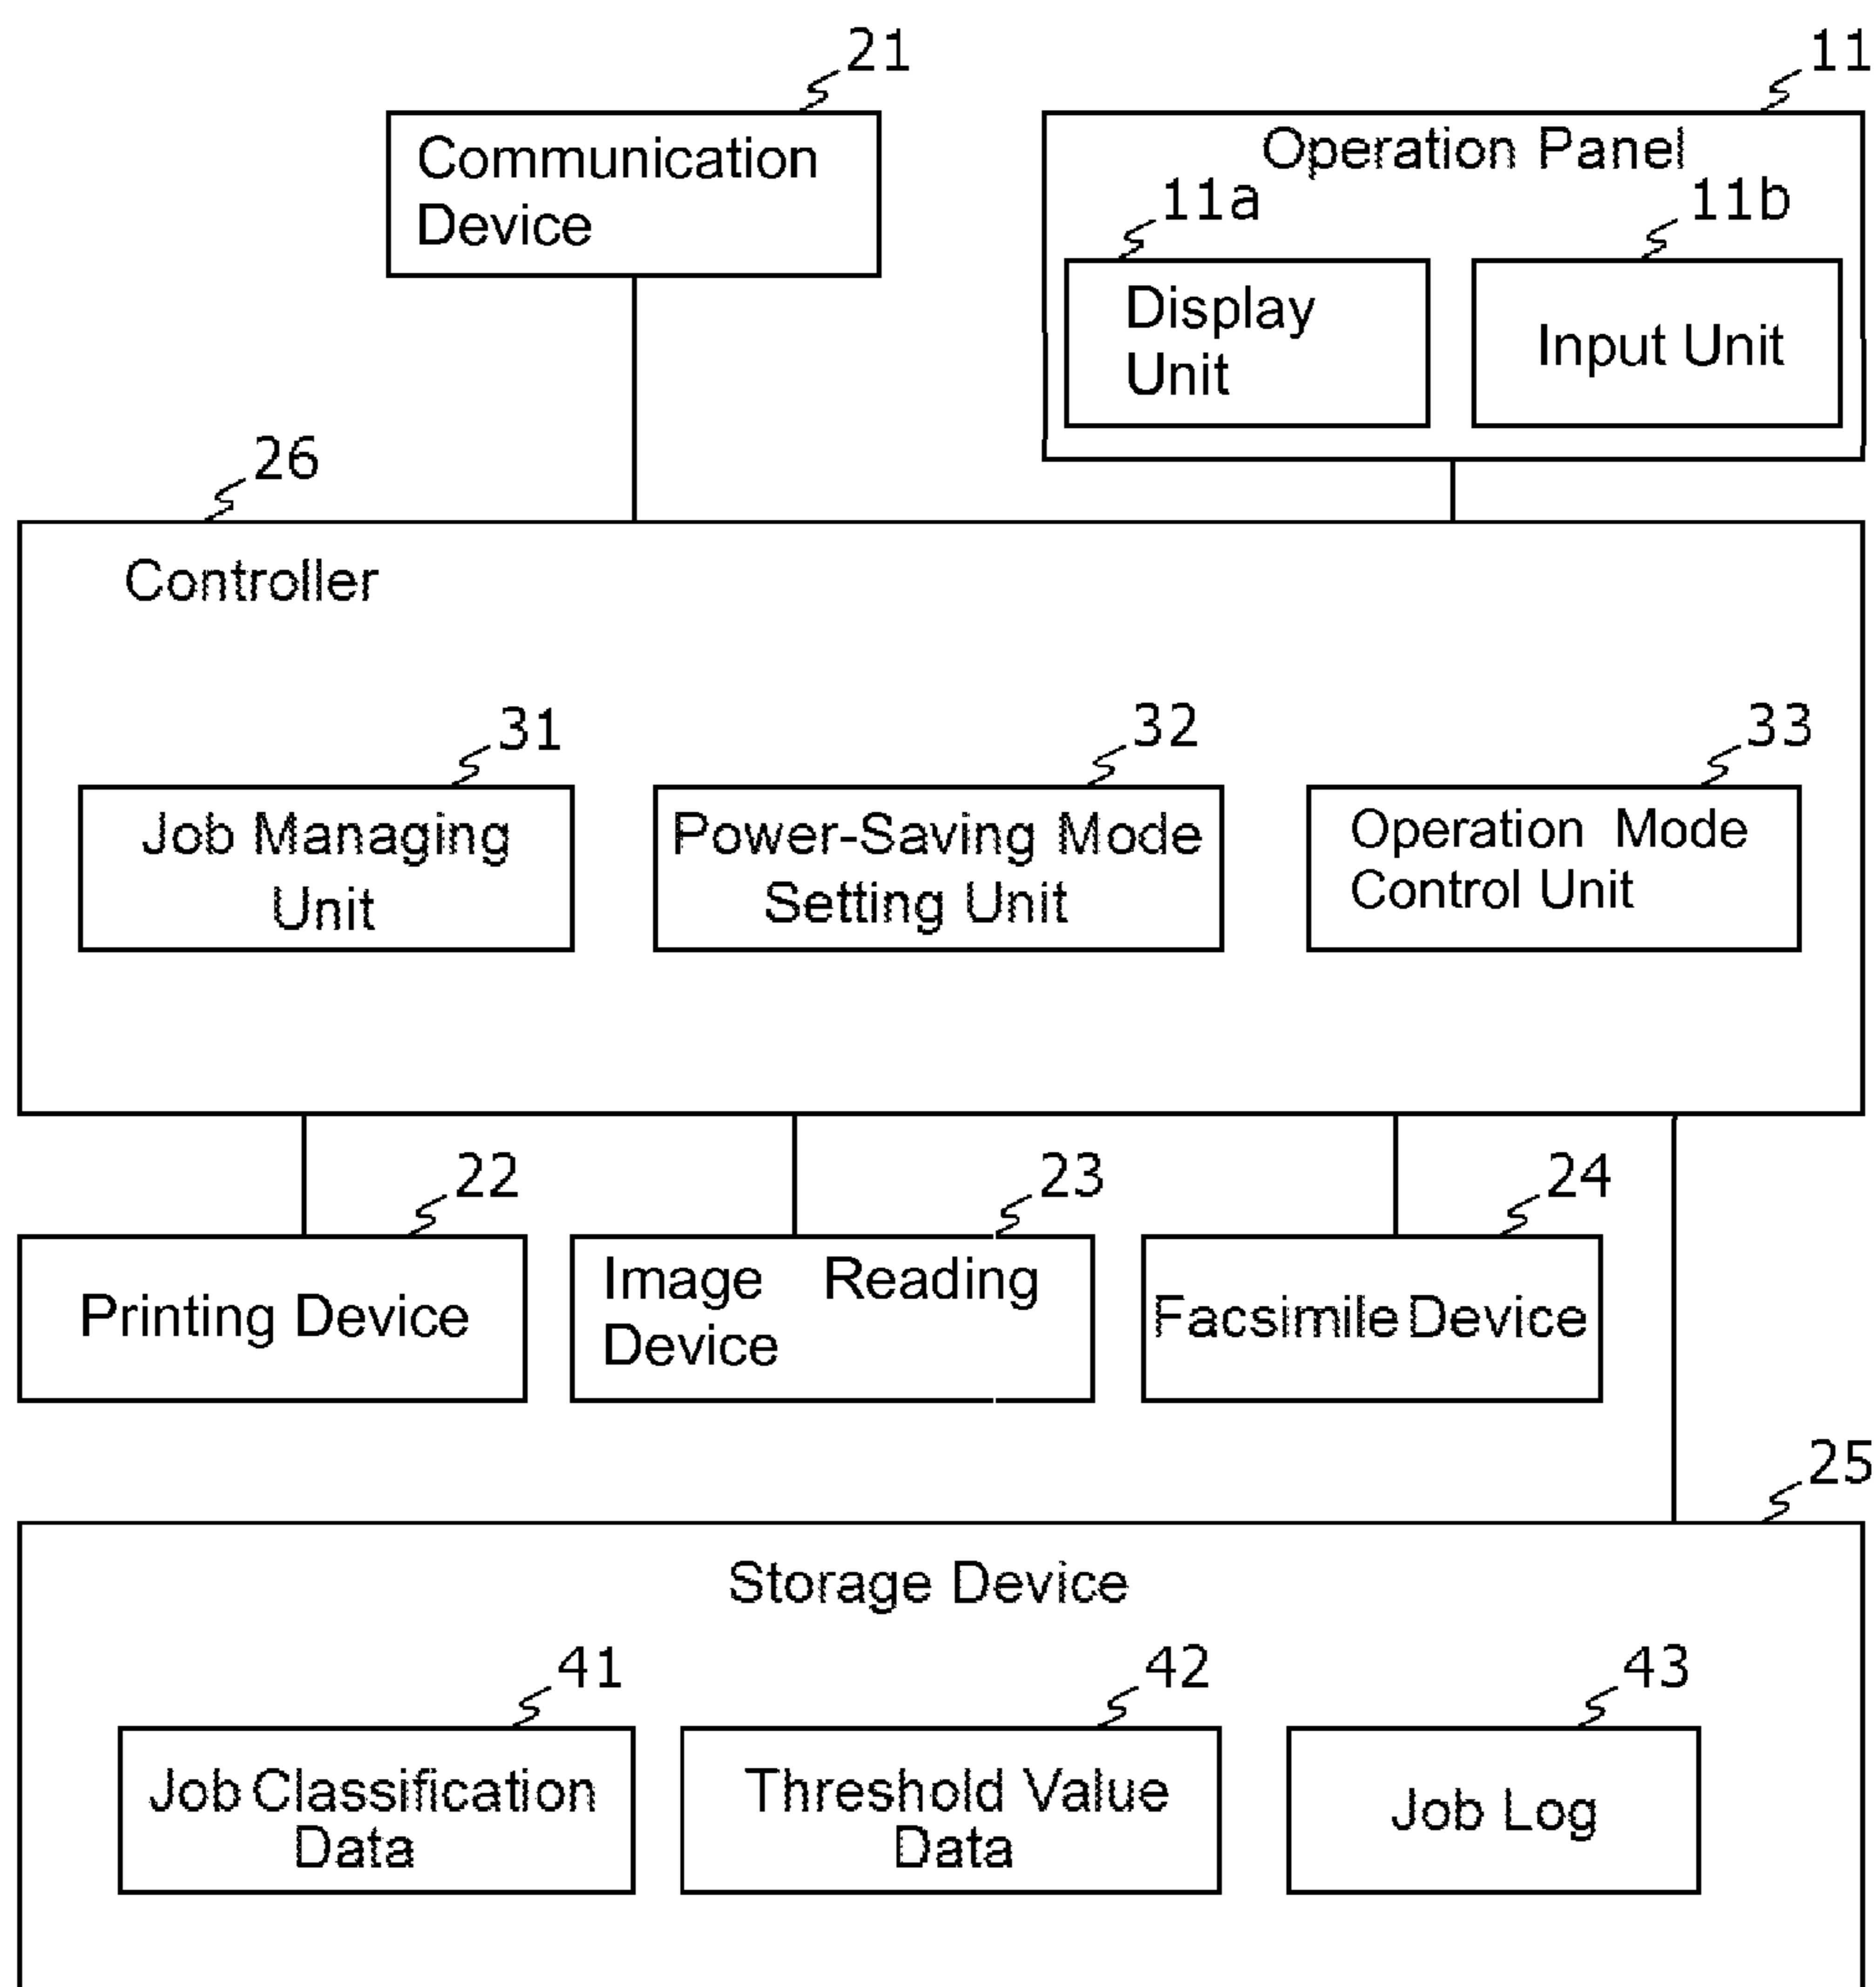 21
11
Communication
Device
Operation Panel
11a
11b
Display
Unit
Input Unit
26
Controller
31
32
33
Job Managing
Unit
Power-Saving Mode
Setting Unit
Operation Mode
Control Unit
22
23
24
Printing Device
Image Reading
Device
Facsimile Device
25
Storage Device
41
42
43
Job Classification
Data
Threshold Value
Data
Job Log